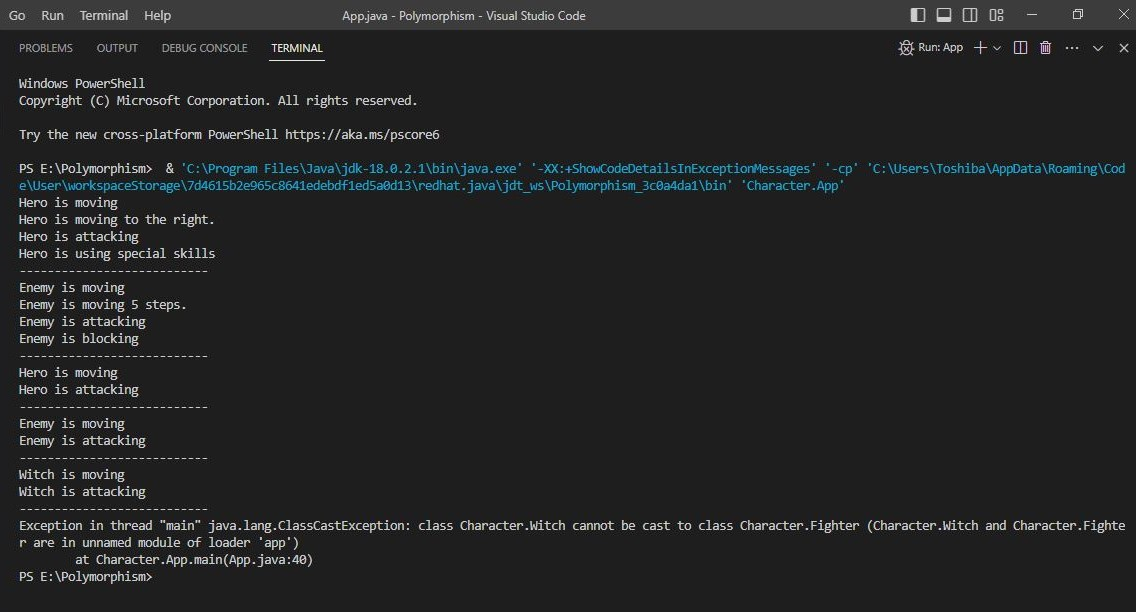 Go Run Terminal Help App.java - Polymorphism - Visual Studio Code
PROBLEMS OUTPUT DEBUG CONSOLE TERMINAL Run: App
Windows PowerShell
Copyright (C) Microsoft Corporation. All rights reserved.
Try the new cross-platform PowerShell https://aka.ms/pscore6
PS E:\Polymorphism>  & 'C:\Program Files\Java\jdk-18.0.2.1\bin\java.exe' '-XX:+ShowCodeDetailsInExceptionMessages' '-cp' 'C:\Users\Toshiba\AppData\Roaming\Cod
e\User\workspaceStorage\7d4615b2e965c8641edebdf1ed5a0d13\redhat.java\jdt_ws\Polymorphism_3c0a4da1\bin' 'Character.App'
Hero is moving
Hero is moving to the right.
Hero is attacking
Hero is using special skills
---------------------------
Enemy is moving
Enemy is moving 5 steps.
Enemy is attacking
Enemy is blocking
---------------------------
Hero is moving
Hero is attacking
---------------------------
Enemy is moving
Enemy is attacking
---------------------------
Witch is moving
Witch is attacking
---------------------------
Exception in thread "main" java.lang.ClassCastException: class Character.Witch cannot be cast to class Character.Fighter (Character.Witch and Character.Fighte
r are in unnamed module of loader 'app')
        at Character.App.main(App.java:40)
PS E:\Polymorphism>